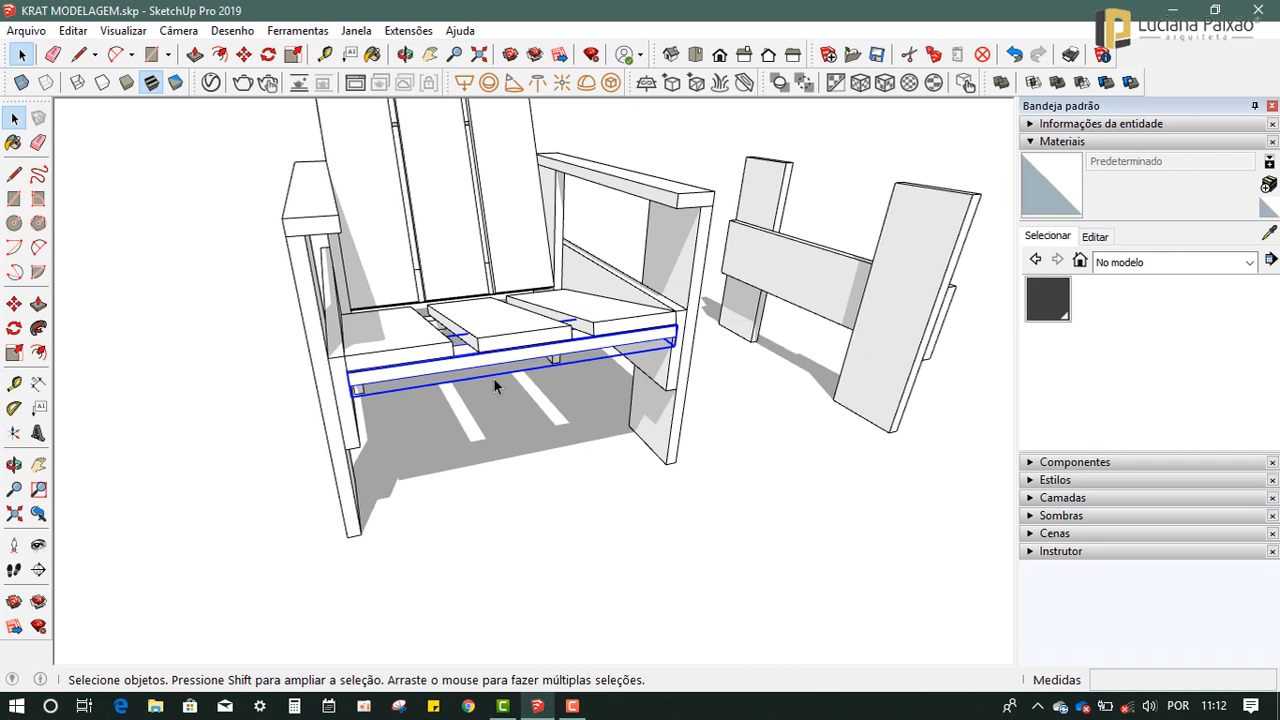 KRAT MODELAGEM.skp - SketchUp Pro 2019
Luciana Paixão
arquiteta
Arquivo Editar Visualizar Câmera Desenho Ferramentas Janela Extensões Ajuda
Bandeja padrão
Informações da entidade
Materiais
Predeterminado
Selecionar Editar
No modelo
Componentes
Estilos
Camadas
Sombras
Cenas
Instrutor
Selecione objetos. Pressione Shift para ampliar a seleção. Arraste o mouse para fazer múltiplas seleções.
Medidas
POR 11:12